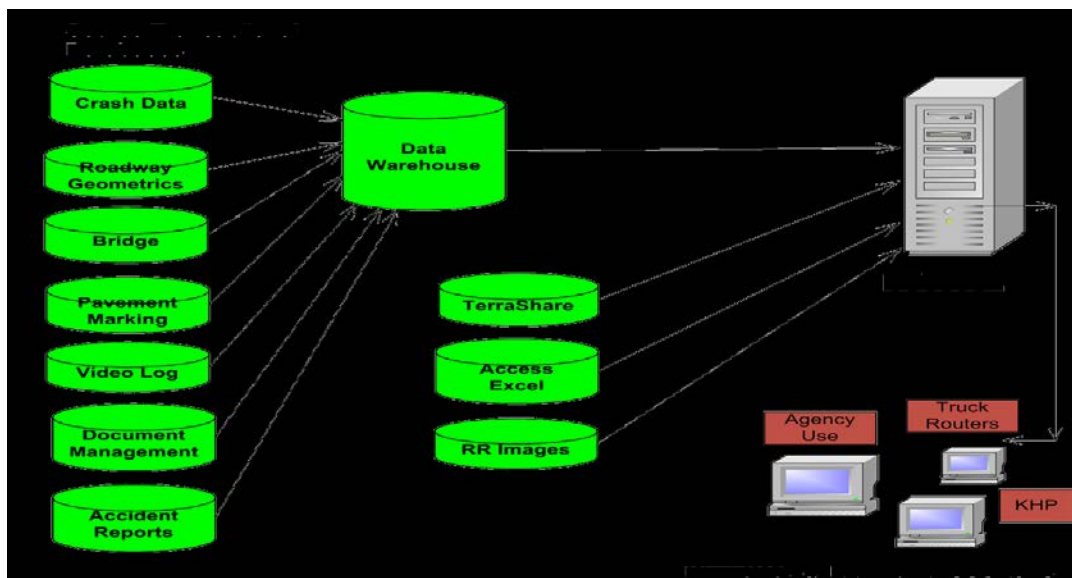 Crash Data
Roadway
Geometrics
Bridge
Pavement
Marking
Video Log
Document
Management
Accident
Reports
Data
Warehouse
TerraShare
Access
Excel
RR Images
Agency
Use
Truck
Routers
KHP